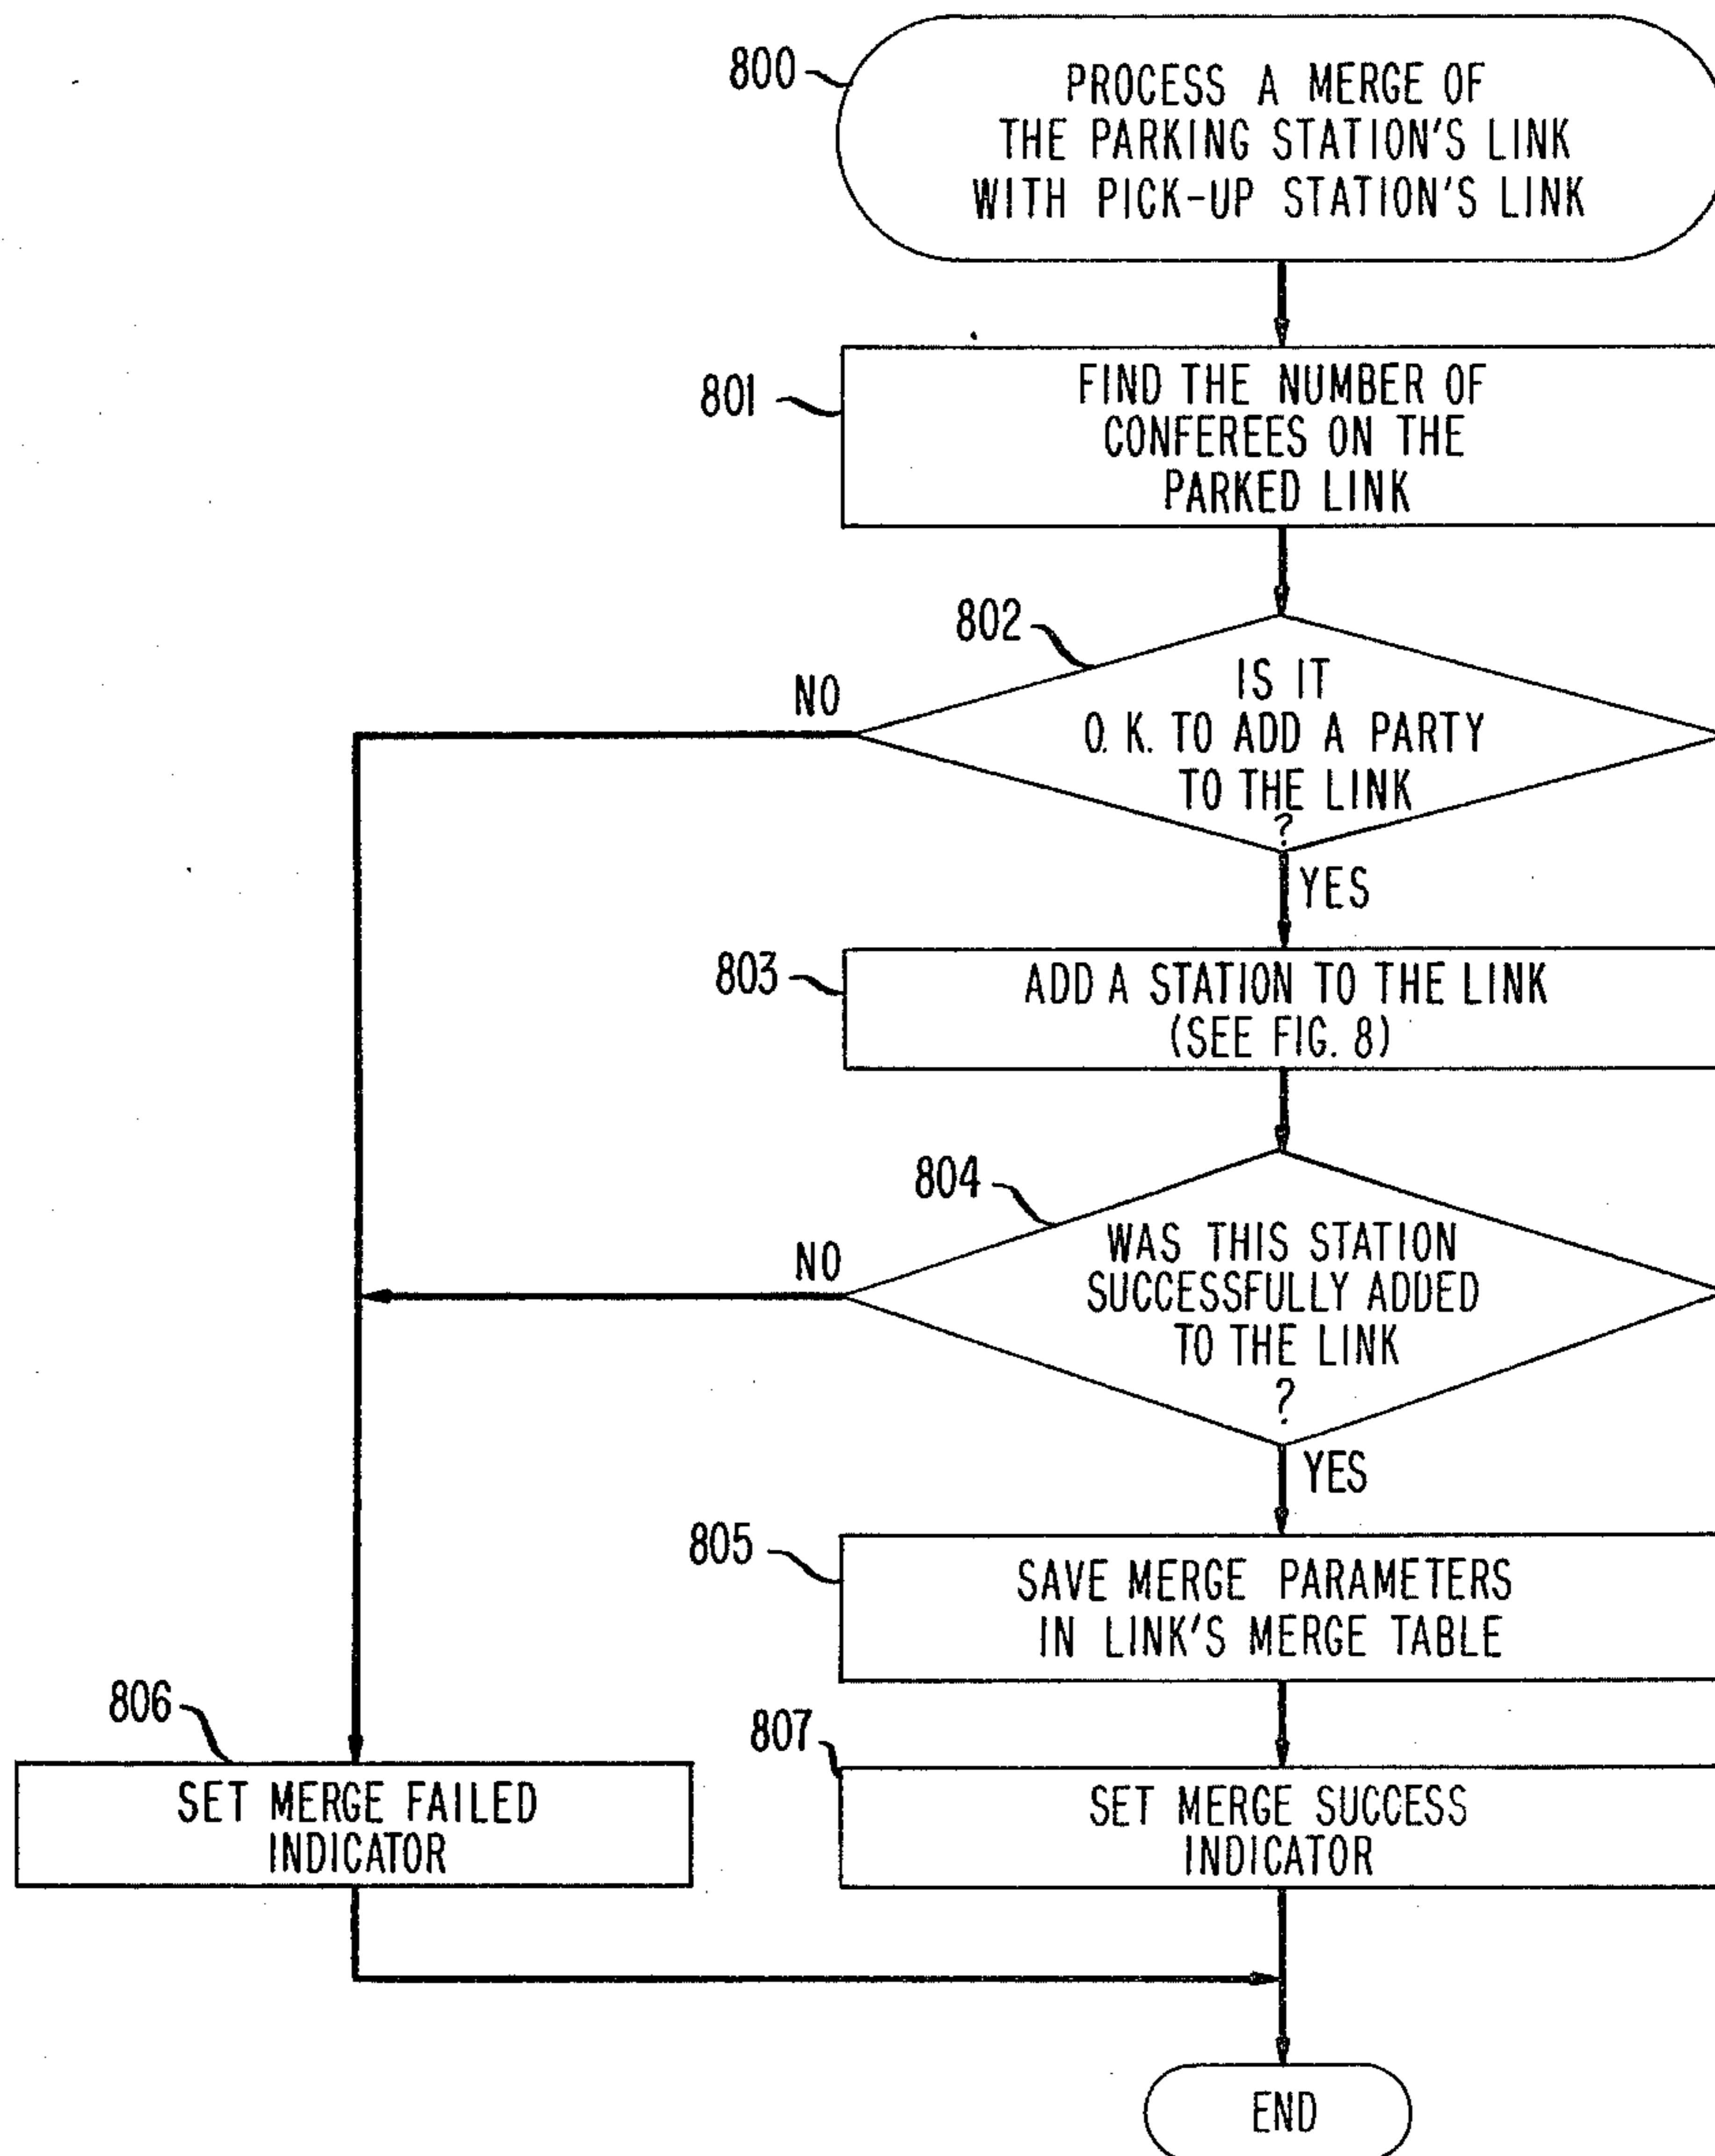 800
PROCESS A MERGE OF
THE PARKING STATION'S LINK
WITH PICK-UP STATION'S LINK
801
FIND THE NUMBER OF
CONFEREES ON THE
PARKED LINK
802
NO
IS IT
O.K. TO ADD A PARTY
TO THE LINK
?
YES
803
ADD A STATION TO THE LINK
(SEE FIG. 8)
804
NO
WAS THIS STATION
SUCCESSFULLY ADDED
TO THE LINK
?
YES
805
SAVE MERGE PARAMETERS
IN LINK'S MERGE TABLE
806
SET MERGE FAILED
INDICATOR
807
SET MERGE SUCCESS
INDICATOR
END